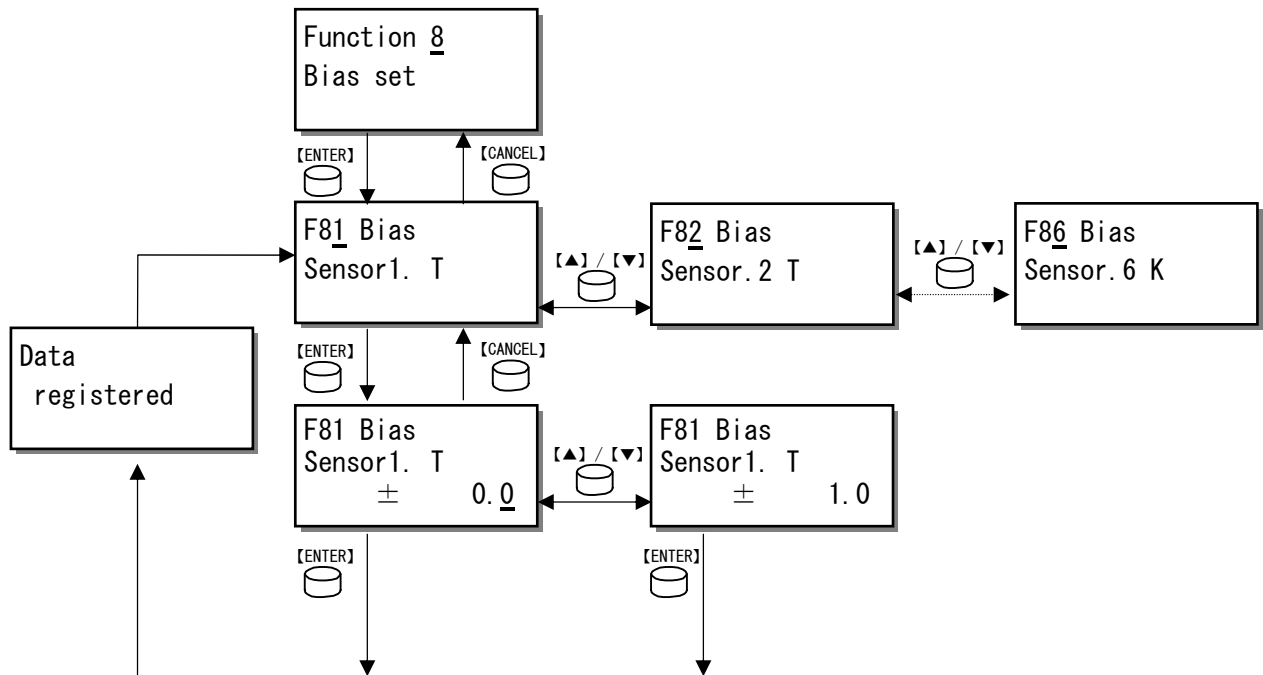 Function 8
Bias set
【ENTER】
【CANCEL】
F81 Bias
Sensor1. T
【▲】/【▼】
F82 Bias
Sensor.2 T
【▲】/【▼】
F86 Bias
Sensor.6 K
Data
registered
【ENTER】
【CANCEL】
F81 Bias
Sensor1. T
± 0.0
【▲】/【▼】
F81 Bias
Sensor1. T
± 1.0
【ENTER】
【ENTER】